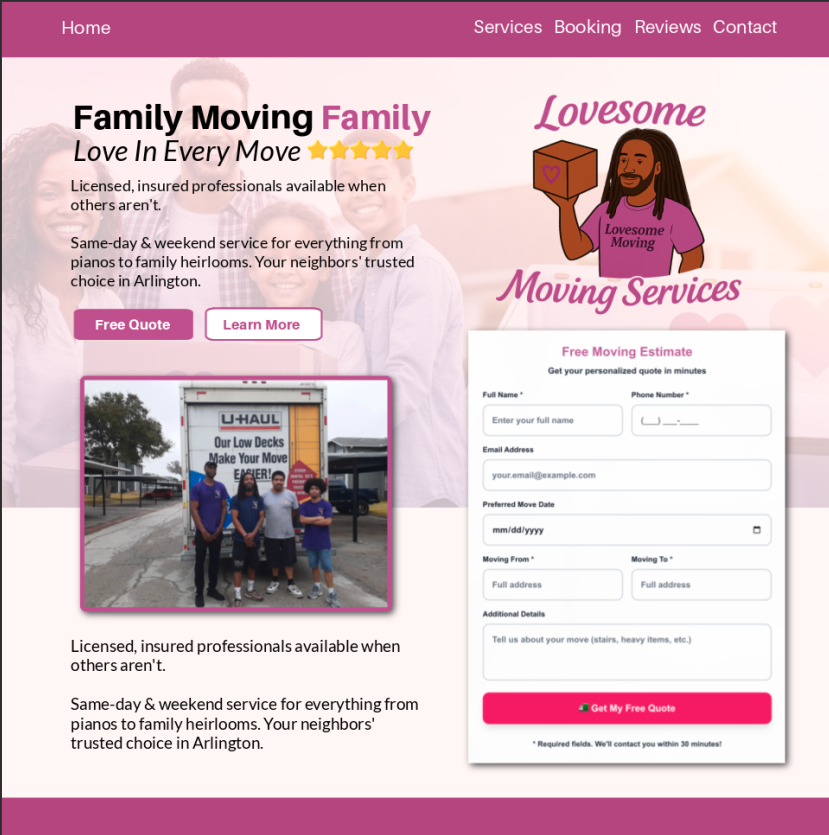 Home
Services Booking Reviews Contact
Family Moving Family
Love In Every Move
Licensed, insured professionals available when
others aren't.
Same-day & weekend service for everything from
pianos to family heirlooms. Your neighbors' trusted
choice in Arlington.
Free Quote
Learn More
U-HAUL
Our Low Decks
Make Your Move
EASIER!
Licensed, insured professionals available when
others aren't.
Same-day & weekend service for everything from
pianos to family heirlooms. Your neighbors'
trusted choice in Arlington.
Lovesome
Lovesome
Moving
Moving Services
Free Moving Estimate
Get your personalized quote in minutes
Full Name *
Phone Number *
Enter your full name
(___) ___-____
Email Address
your.email@example.com
Preferred Move Date
mm/dd/yyyy
Moving From *
Moving To *
Full address
Full address
Additional Details
Tell us about your move (stairs, heavy items, etc.)
Get My Free Quote
* Required fields. We'll contact you within 30 minutes!